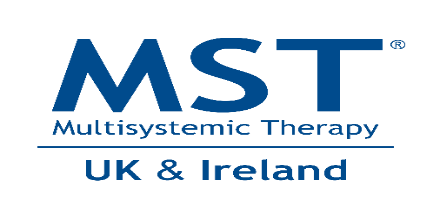 MST®
Multisystemic Therapy
UK & Ireland